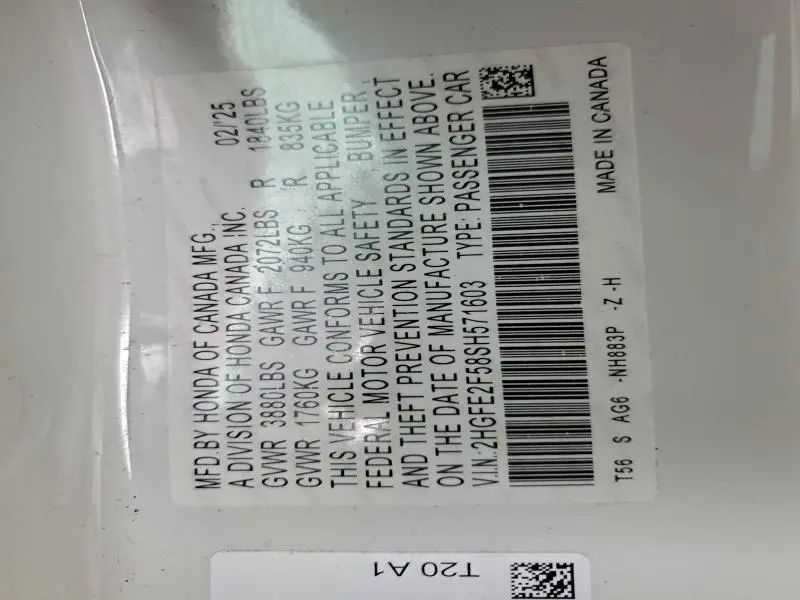 MFD.BY HONDA OF CANADA MFG., 02/25
A DIVISION OF HONDA CANADA INC.
GVWR 3880LBS GAWR F 2072LBS R 1840LBS
GVWR 1760KG GAWR F 940KG R 835KG
THIS VEHICLE CONFORMS TO ALL APPLICABLE
FEDERAL MOTOR VEHICLE SAFETY, BUMPER,
AND THEFT PREVENTION STANDARDS IN EFFECT
ON THE DATE OF MANUFACTURE SHOWN ABOVE.
V.I.N.:2HGFE2F58SH571603 TYPE: PASSENGER CAR
T56 S AG6 -NH883P -Z -H MADE IN CANADA
T20 A1